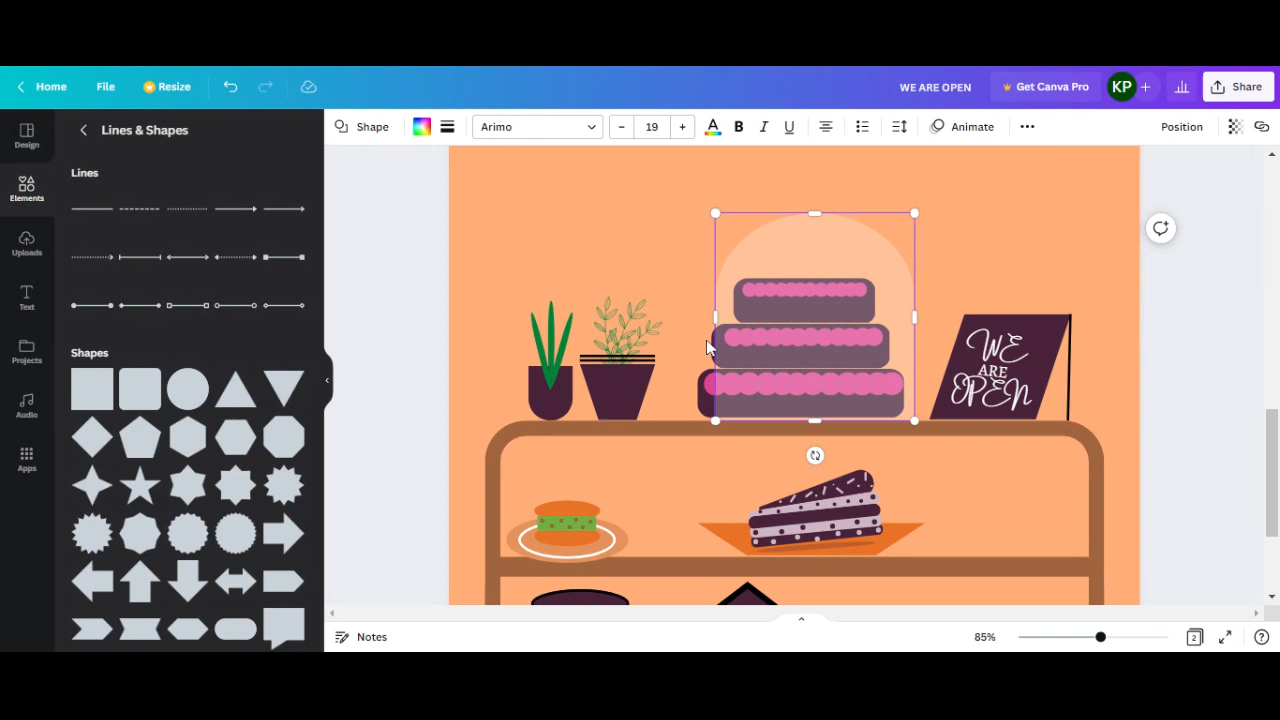 Home File Resize WE ARE OPEN Get Canva Pro KP + Share
Design
Elements
Uploads
Text
Projects
Audio
Apps
Lines & Shapes
Lines
Shapes
Shape Arimo – 19 + A B I U Animate ... Position
WE
ARE
OPEN
Notes 85% 2 ?